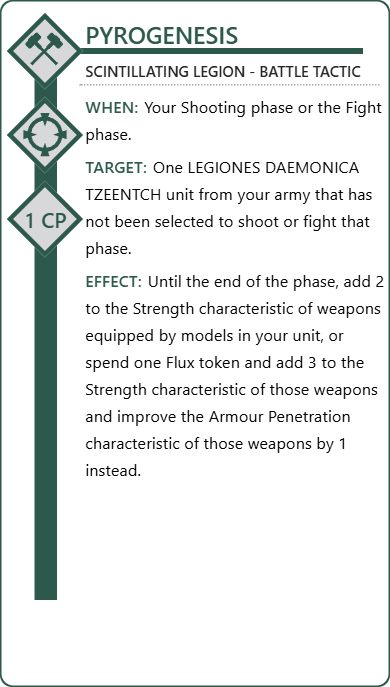 PYROGENESIS
SCINTILLATING LEGION - BATTLE TACTIC
WHEN: Your Shooting phase or the Fight
phase.
TARGET: One LEGIONES DAEMONICA
TZEENTCH unit from your army that has
not been selected to shoot or fight that
phase.
1 CP
EFFECT: Until the end of the phase, add 2
to the Strength characteristic of weapons
equipped by models in your unit, or
spend one Flux token and add 3 to the
Strength characteristic of those weapons
and improve the Armour Penetration
characteristic of those weapons by 1
instead.